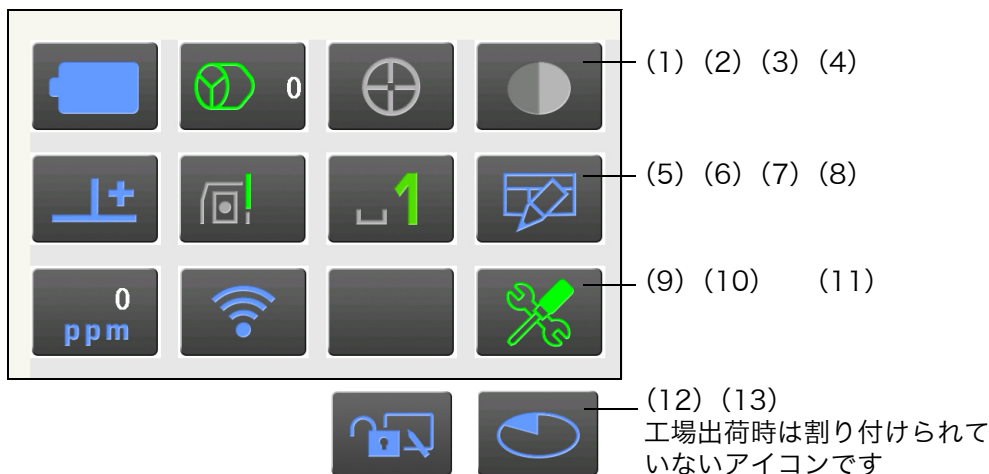 0
(1) (2) (3) (4)
1
(5) (6) (7) (8)
0
ppm
(9) (10) (11)
(12) (13)
工場出荷時は割り付けられて
いないアイコンです